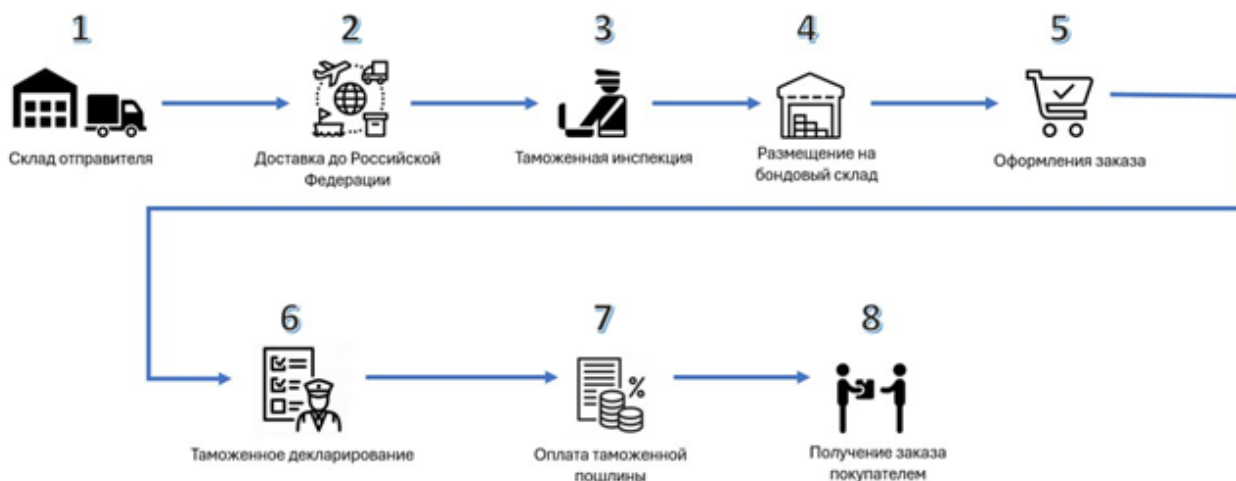 1
2
3
4
5
Склад отправителя
Доставка до Российской
Федерации
Таможенная инспекция
Размещение на
бондовый склад
Оформления заказа
6
7
8
%
Таможенное декларирование
Оплата таможенной
пошлины
Получение заказа
покупателем